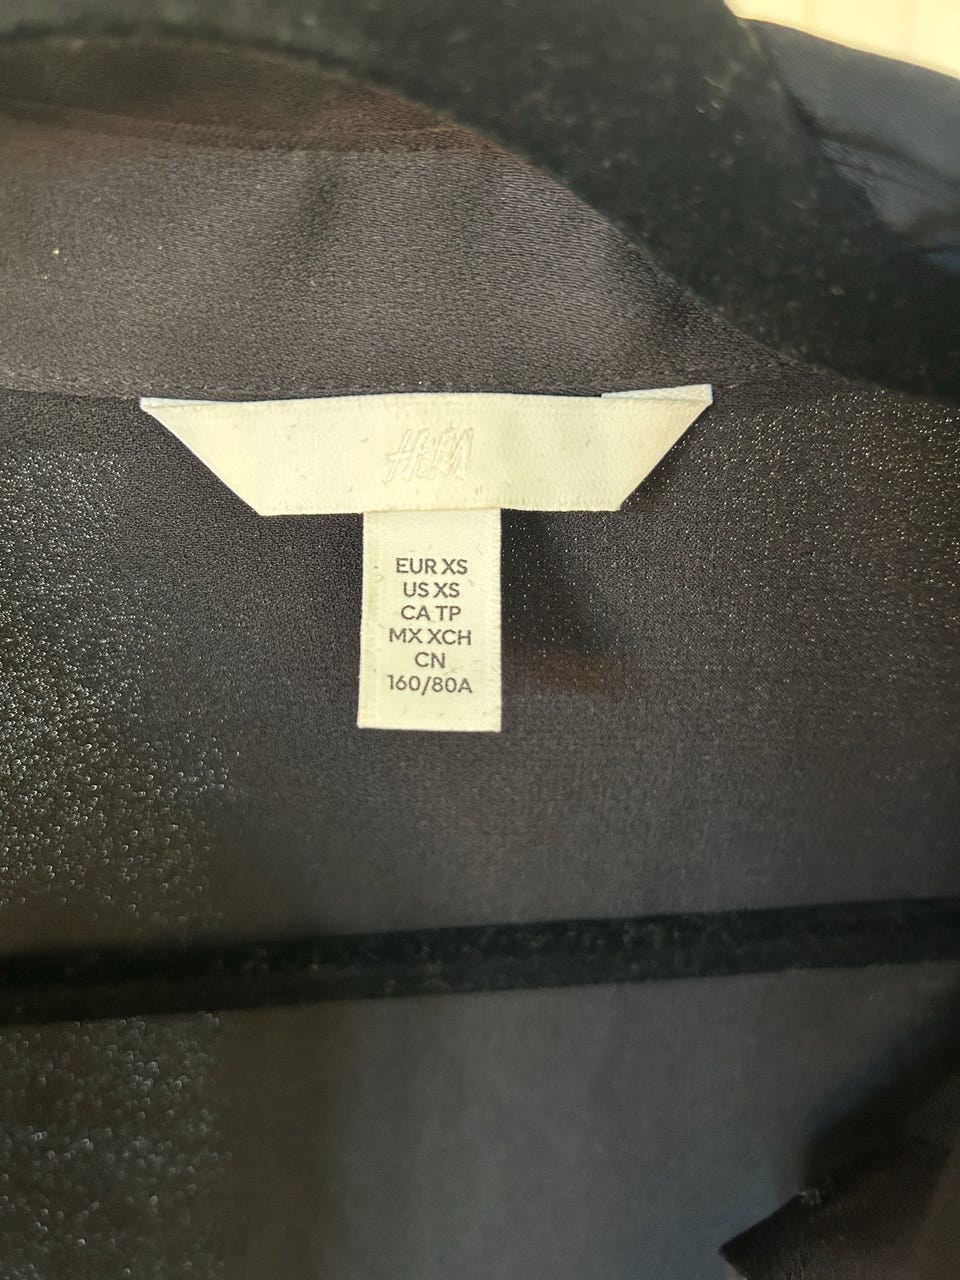 H&M
EUR XS
US XS
CA TP
MX XCH
CN
160/80A